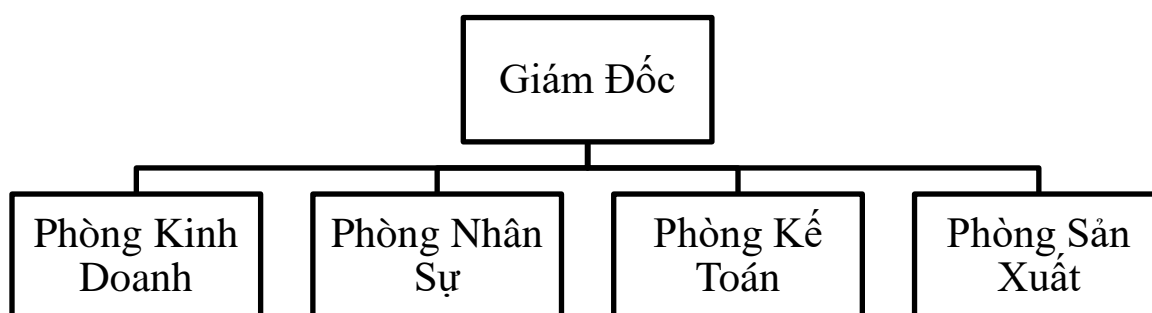 Giám Đốc
Phòng Kinh
Doanh
Phòng Nhân
Sự
Phòng Kế
Toán
Phòng Sản
Xuất